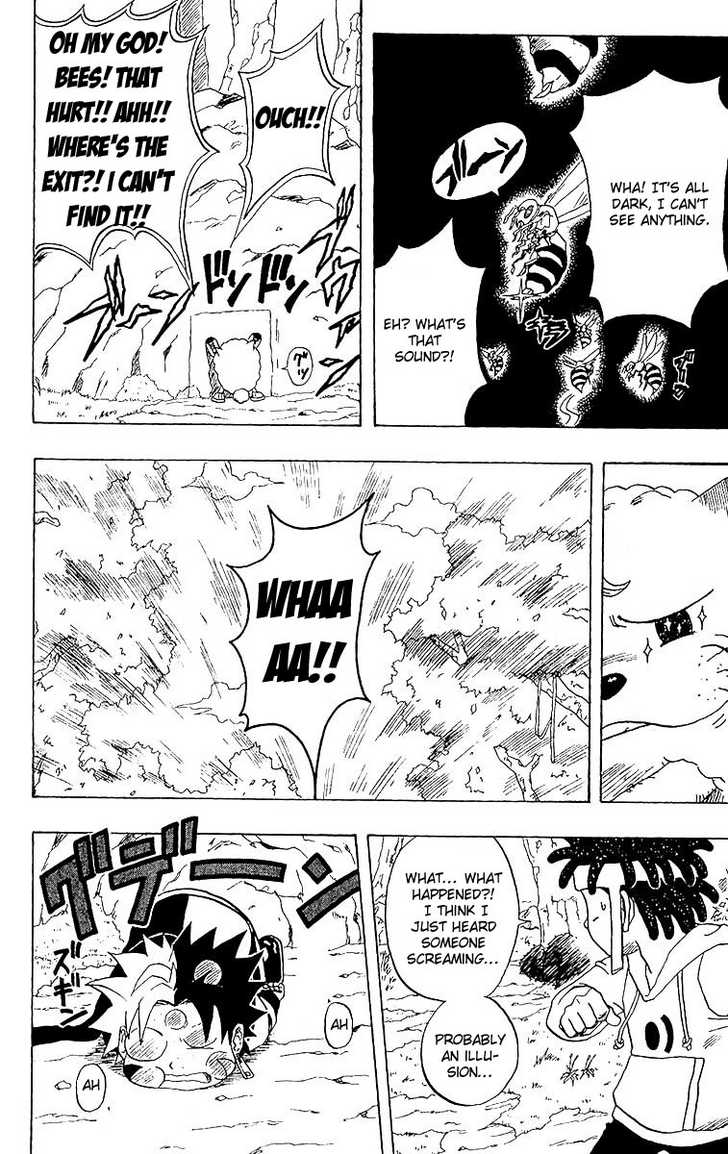 WHA! IT'S ALL
DARK, I CAN'T
SEE ANYTHING.
EH? WHAT'S
THAT
SOUND?!
OUCH!!
OH MY GOD!
BEES! THAT
HURT!! AHH!!
WHERE'S THE
EXIT?! I CAN'T
FIND IT!!
ドンドン
WHAA
AA!!
WHAT... WHAT
HAPPENED?!
I THINK I
JUST HEARD
SOMEONE
SCREAMING...
PROBABLY
AN ILLU-
SION...
グデーン
ズキン
AH
AH